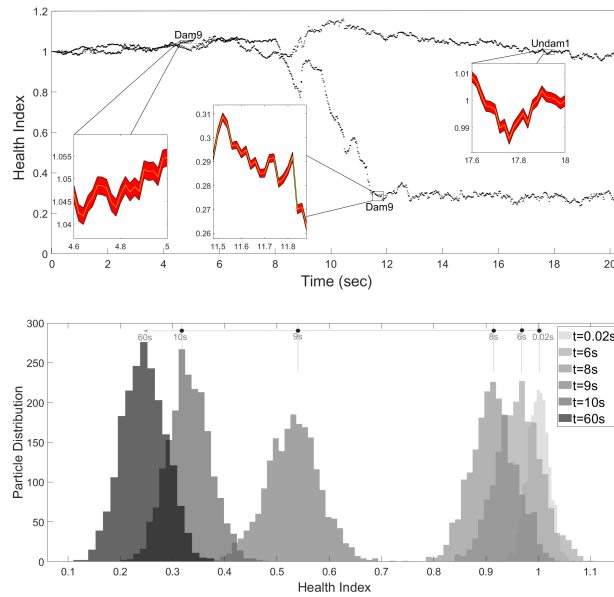 1.2
1
0.8
0.6
0.4
0.2
0
Health Index
0 2 4 6 8 10 12 14 16 18 20
Time (sec)
Dam9
Undam1
Dam9
1.055
1.05
1.045
1.04
4.6 4.8 5
0.31
0.3
0.29
0.28
0.27
0.26
11,5 11.6 11.7 11.8
1.01
1
0.99
17.6 17.8 18
300
250
200
150
100
50
0
Particle Distribution
60s 10s 9s 8s 6s 0.02s
t=0.02s
t=6s
t=8s
t=9s
t=10s
t=60s
0.1 0.2 0.3 0.4 0.5 0.6 0.7 0.8 0.9 1 1.1
Health Index